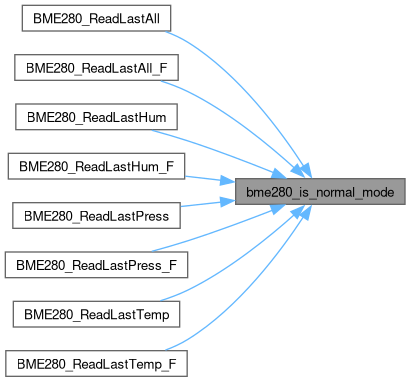 BME280_ReadLastAll
BME280_ReadLastAll_F
BME280_ReadLastHum
BME280_ReadLastHum_F
bme280_is_normal_mode
BME280_ReadLastPress
BME280_ReadLastPress_F
BME280_ReadLastTemp
BME280_ReadLastTemp_F